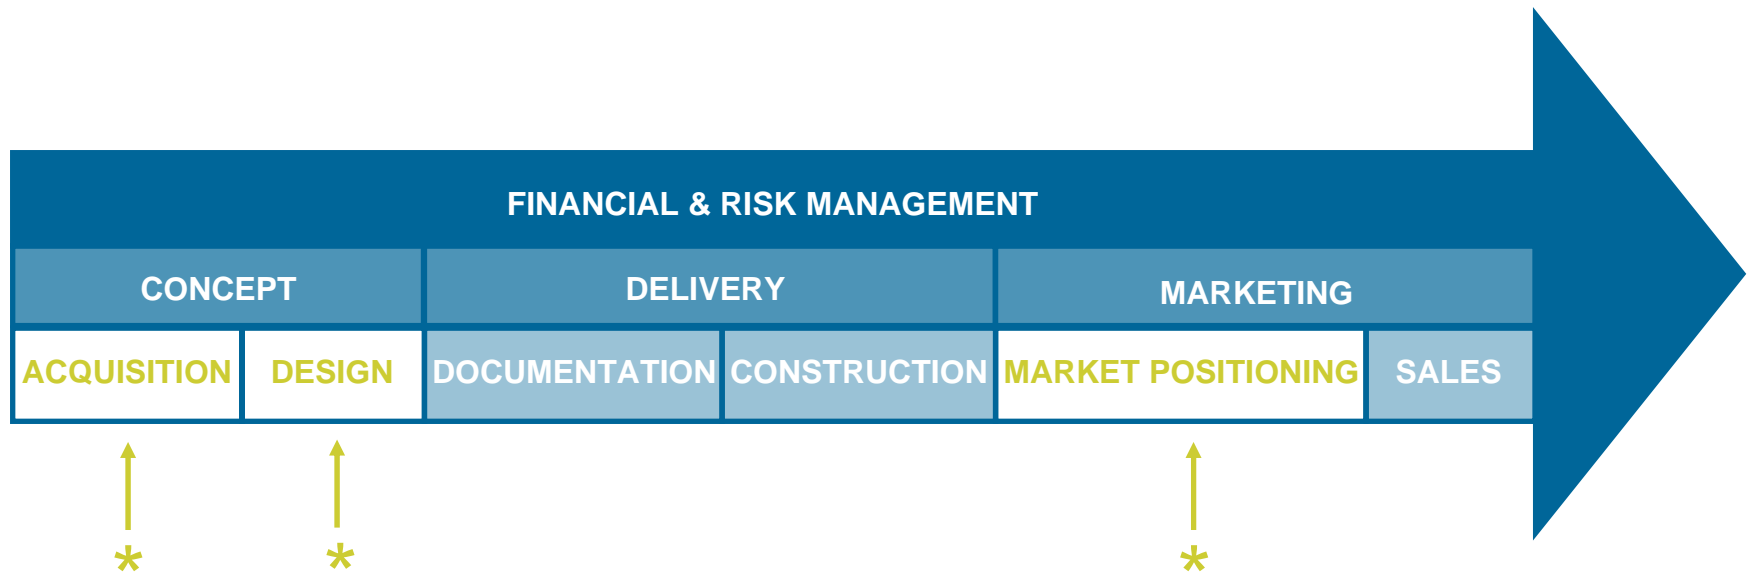 FINANCIAL & RISK MANAGEMENT
CONCEPT DELIVERY MARKETING
ACQUISITION DESIGN DOCUMENTATION CONSTRUCTION MARKET POSITIONING SALES
* * *